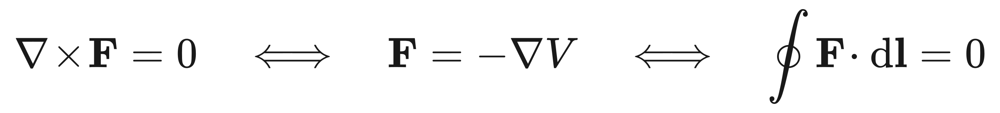 ∇ × 𝐅 = 0 ⟺ 𝐅 = −∇𝑉 ⟺ ∮ 𝐅 · d𝐥 = 0